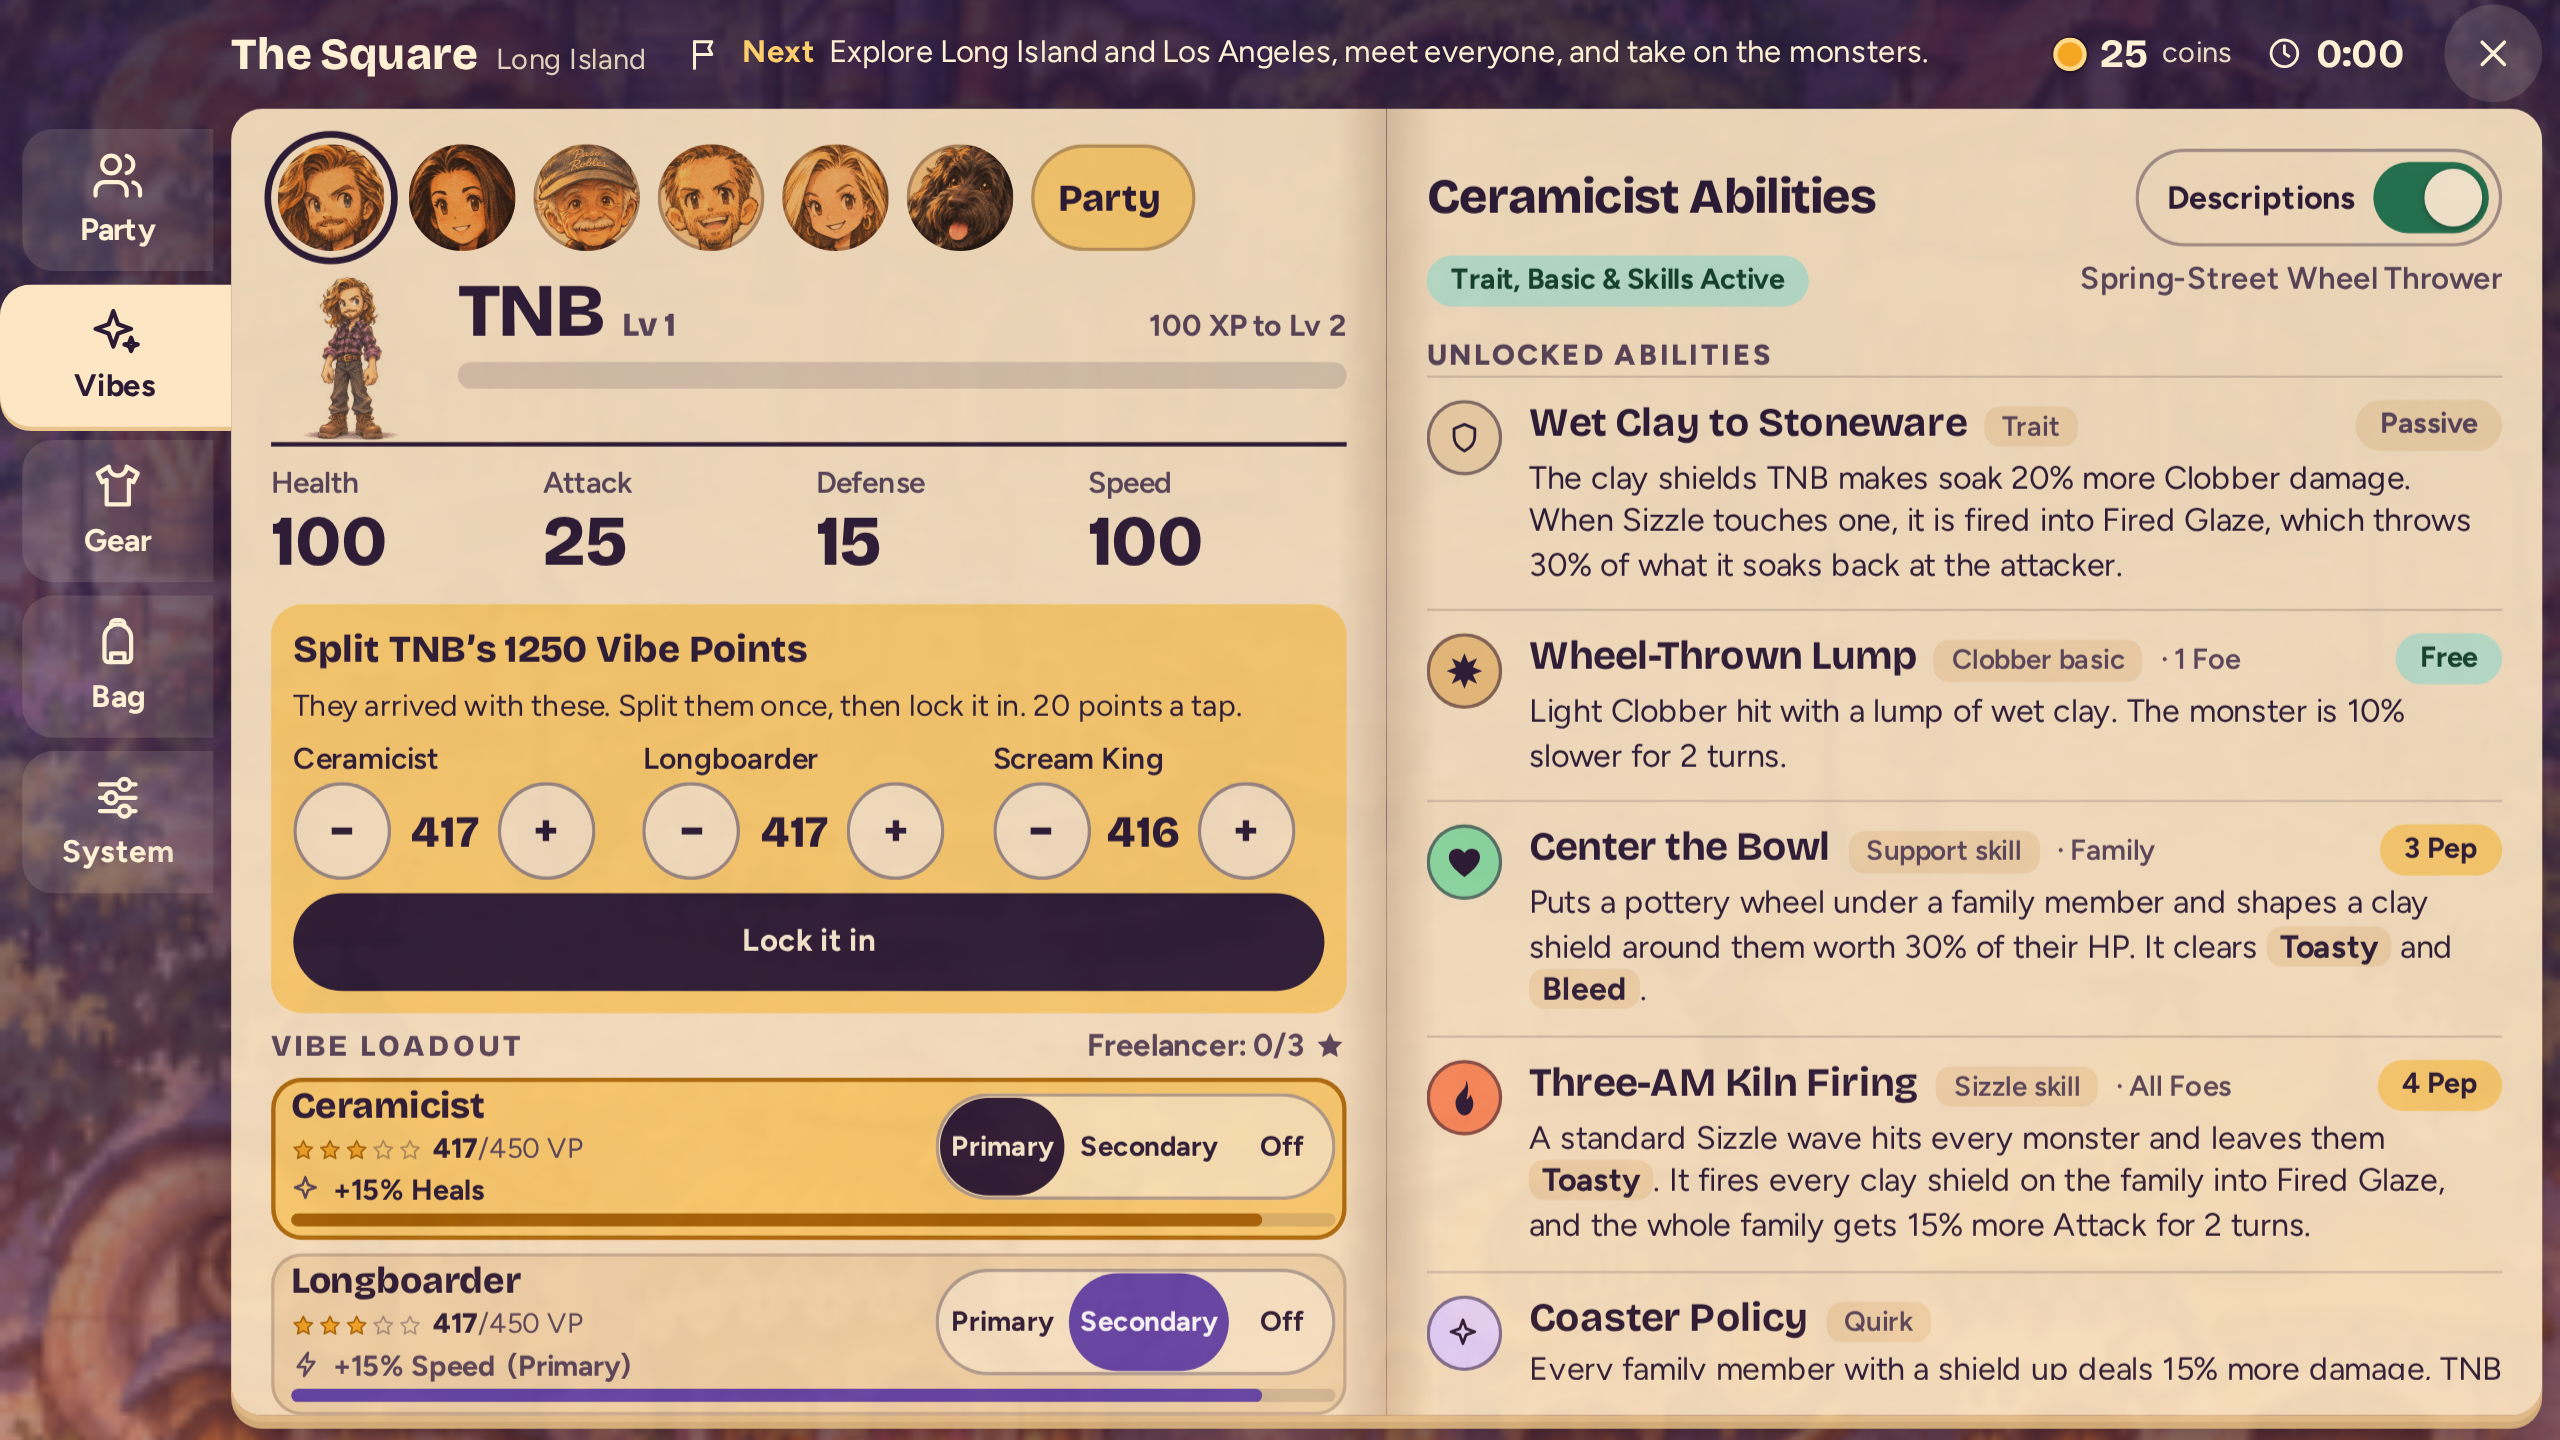 The Square Long Island
Next Explore Long Island and Los Angeles, meet everyone, and take on the monsters.
25 coins
0:00
Party
Vibes
Gear
Bag
System
Paso Robles
Party
TNB Lv 1
100 XP to Lv 2
Health
Attack
Defense
Speed
100
25
15
100
Split TNB's 1250 Vibe Points
They arrived with these. Split them once, then lock it in. 20 points a tap.
Ceramicist
Longboarder
Scream King
− 417 +
− 417 +
− 416 +
Lock it in
VIBE LOADOUT
Freelancer: 0/3 ★
Ceramicist
417/450 VP
+15% Heals
Primary Secondary Off
Longboarder
417/450 VP
+15% Speed (Primary)
Primary Secondary Off
Ceramicist Abilities
Descriptions
Trait, Basic & Skills Active
Spring-Street Wheel Thrower
UNLOCKED ABILITIES
Wet Clay to Stoneware Trait
Passive
The clay shields TNB makes soak 20% more Clobber damage.
When Sizzle touches one, it is fired into Fired Glaze, which throws
30% of what it soaks back at the attacker.
Wheel-Thrown Lump Clobber basic · 1 Foe
Free
Light Clobber hit with a lump of wet clay. The monster is 10%
slower for 2 turns.
Center the Bowl Support skill · Family
3 Pep
Puts a pottery wheel under a family member and shapes a clay
shield around them worth 30% of their HP. It clears Toasty and
Bleed .
Three-AM Kiln Firing Sizzle skill · All Foes
4 Pep
A standard Sizzle wave hits every monster and leaves them
Toasty . It fires every clay shield on the family into Fired Glaze,
and the whole family gets 15% more Attack for 2 turns.
Coaster Policy Quirk
Every family member with a shield up deals 15% more damage. TNB